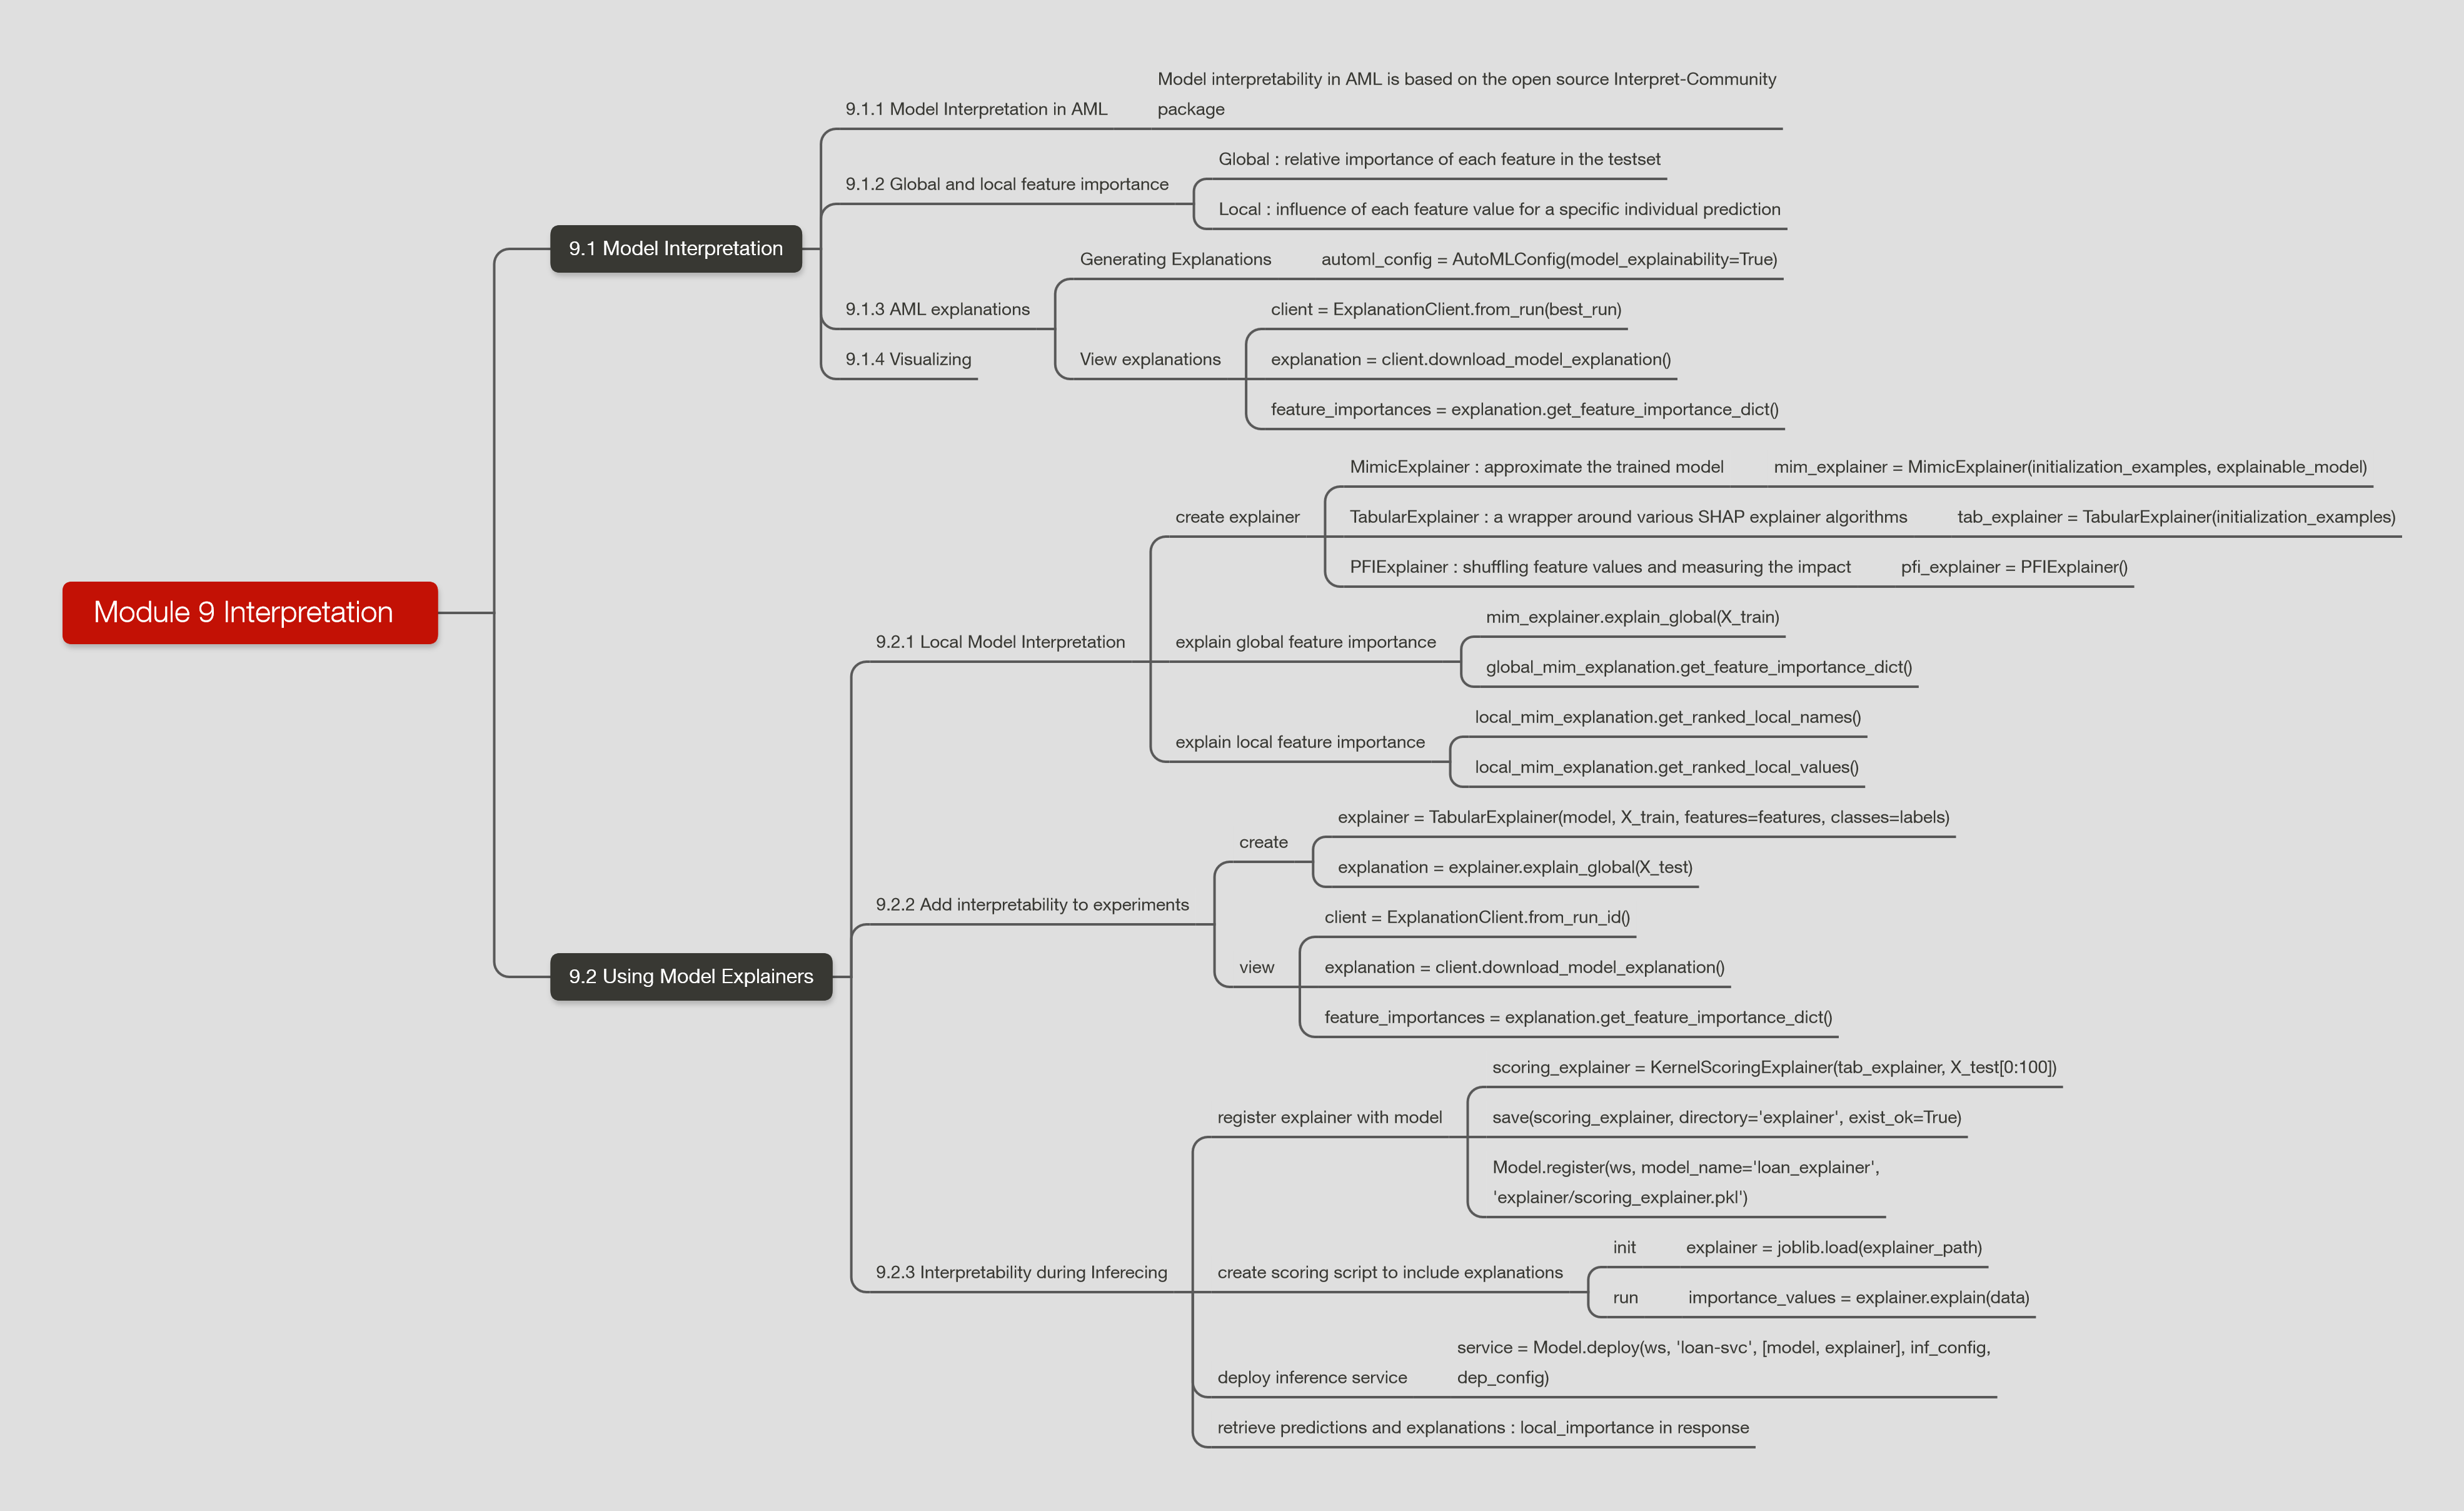 Module 9 Interpretation
9.1 Model Interpretation
9.1.1 Model Interpretation in AML
Model interpretability in AML is based on the open source Interpret-Community
package
9.1.2 Global and local feature importance
Global : relative importance of each feature in the testset
Local : influence of each feature value for a specific individual prediction
9.1.3 AML explanations
Generating Explanations
automl_config = AutoMLConfig(model_explainability=True)
View explanations
client = ExplanationClient.from_run(best_run)
explanation = client.download_model_explanation()
feature_importances = explanation.get_feature_importance_dict()
9.1.4 Visualizing
9.2 Using Model Explainers
9.2.1 Local Model Interpretation
create explainer
MimicExplainer : approximate the trained model
mim_explainer = MimicExplainer(initialization_examples, explainable_model)
TabularExplainer : a wrapper around various SHAP explainer algorithms
tab_explainer = TabularExplainer(initialization_examples)
PFIExplainer : shuffling feature values and measuring the impact
pfi_explainer = PFIExplainer()
explain global feature importance
mim_explainer.explain_global(X_train)
global_mim_explanation.get_feature_importance_dict()
explain local feature importance
local_mim_explanation.get_ranked_local_names()
local_mim_explanation.get_ranked_local_values()
9.2.2 Add interpretability to experiments
create
explainer = TabularExplainer(model, X_train, features=features, classes=labels)
explanation = explainer.explain_global(X_test)
view
client = ExplanationClient.from_run_id()
explanation = client.download_model_explanation()
feature_importances = explanation.get_feature_importance_dict()
9.2.3 Interpretability during Inferecing
register explainer with model
scoring_explainer = KernelScoringExplainer(tab_explainer, X_test[0:100])
save(scoring_explainer, directory='explainer', exist_ok=True)
Model.register(ws, model_name='loan_explainer',
'explainer/scoring_explainer.pkl')
create scoring script to include explanations
init
explainer = joblib.load(explainer_path)
run
importance_values = explainer.explain(data)
deploy inference service
service = Model.deploy(ws, 'loan-svc', [model, explainer], inf_config,
dep_config)
retrieve predictions and explanations : local_importance in response